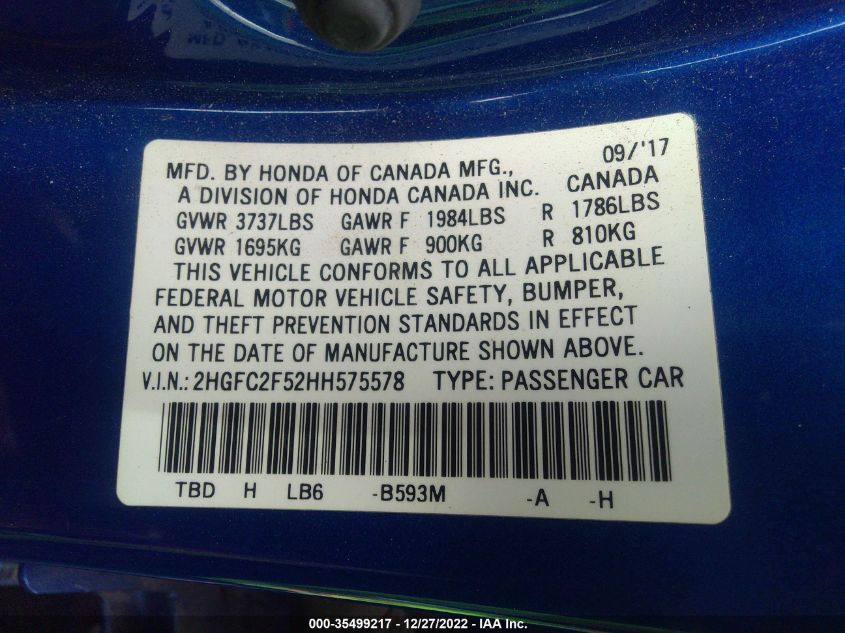 MFD. BY HONDA OF CANADA MFG., 09/'17
A DIVISION OF HONDA CANADA INC. CANADA
GVWR 3737LBS GAWR F 1984LBS R 1786LBS
GVWR 1695KG GAWR F 900KG R 810KG
THIS VEHICLE CONFORMS TO ALL APPLICABLE
FEDERAL MOTOR VEHICLE SAFETY, BUMPER,
AND THEFT PREVENTION STANDARDS IN EFFECT
ON THE DATE OF MANUFACTURE SHOWN ABOVE.
V.I.N.: 2HGFC2F52HH575578 TYPE: PASSENGER CAR
TBD H LB6 -B593M -A -H
000-35499217 - 12/27/2022 - IAA Inc.